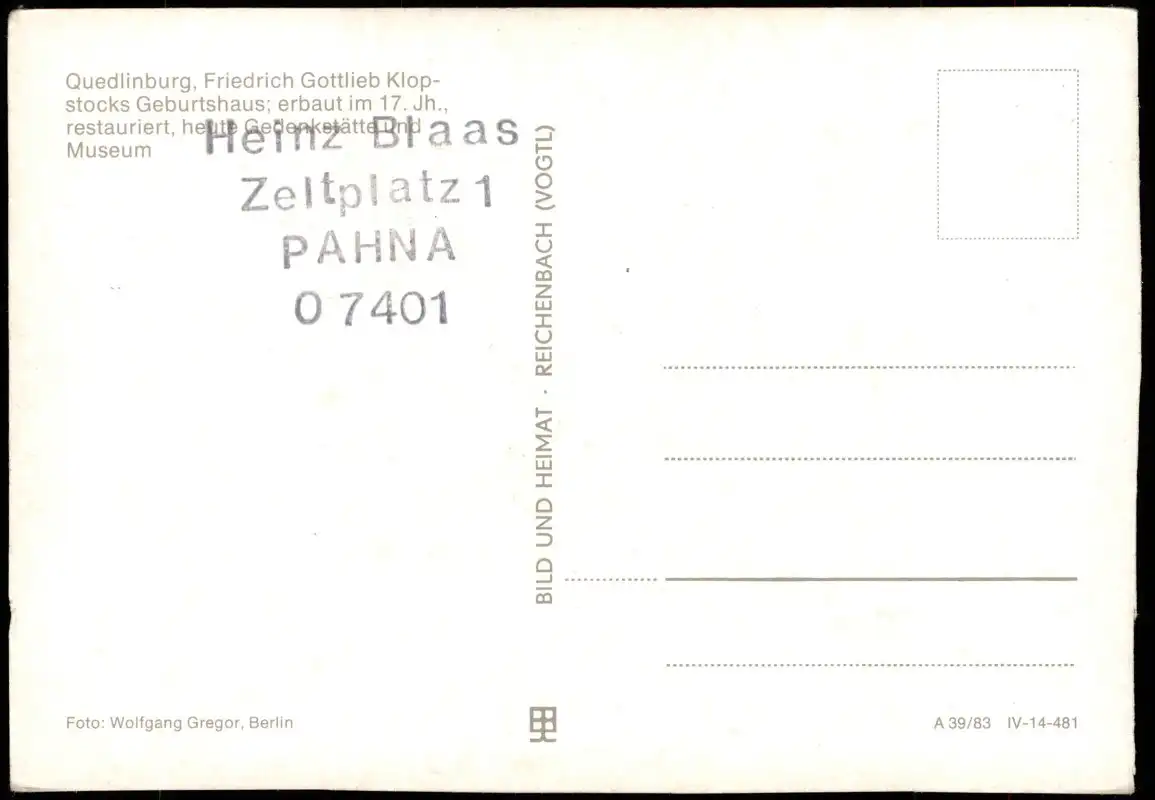 Quedlinburg, Friedrich Gottlieb Klop-
stocks Geburtshaus; erbaut im 17. Jh.,
restauriert, heute Gedenkstätte und
Museum
Heinz Blaas
Zeltplatz 1
PAHNA
O 7401
BILD UND HEIMAT · REICHENBACH (VOGTL)
Foto: Wolfgang Gregor, Berlin
A 39/83 IV-14-481